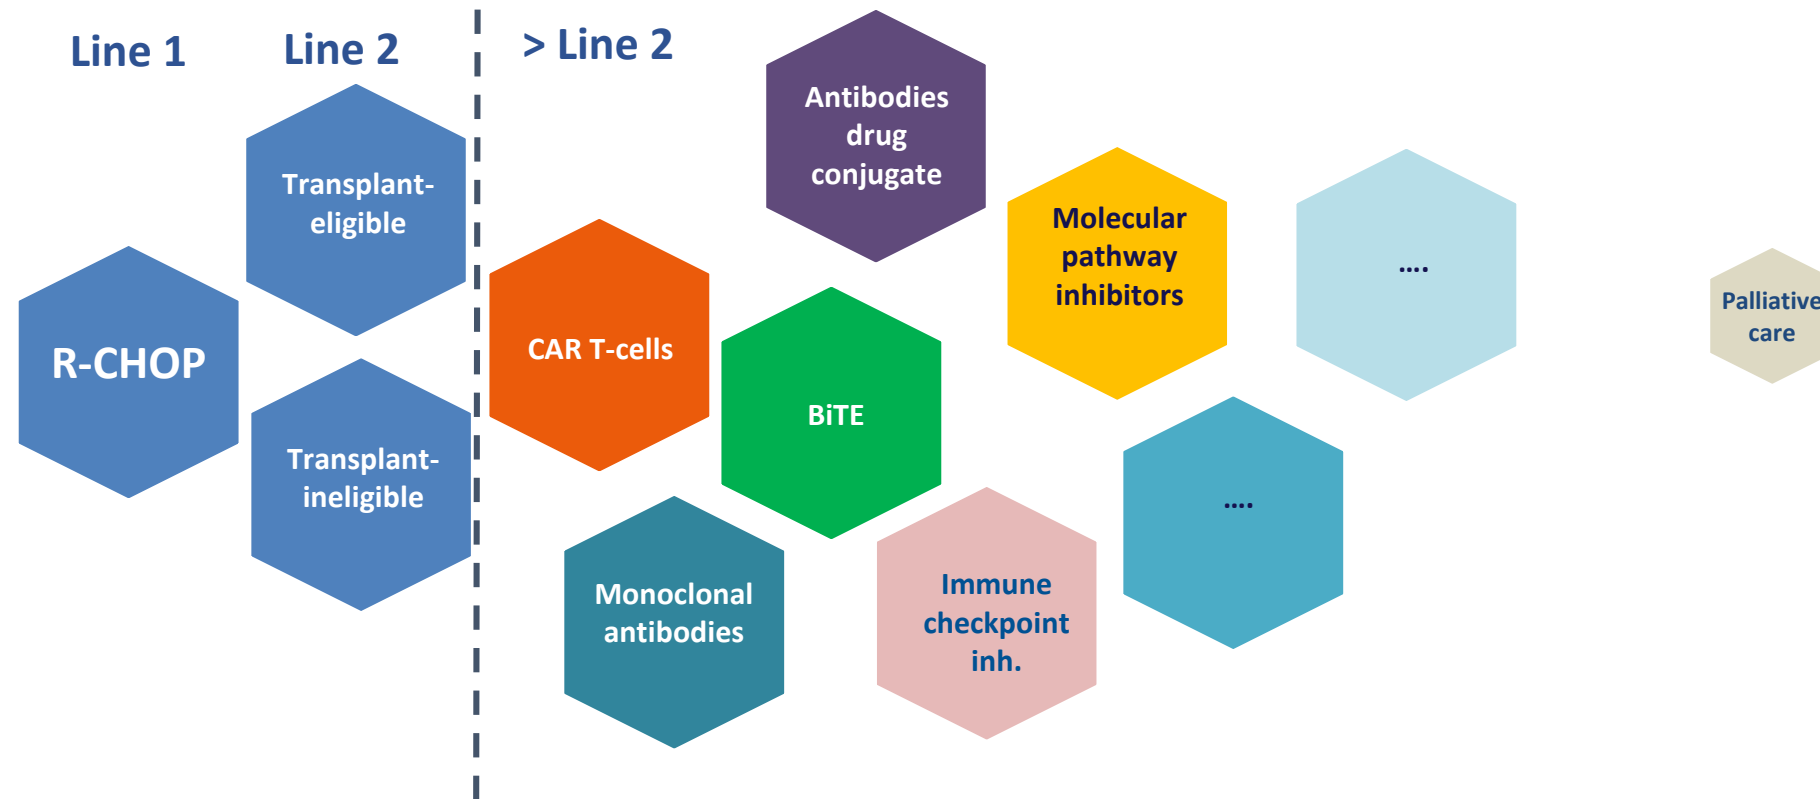 Line 1
Line 2
> Line 2
R-CHOP
Transplant-
eligible
Transplant-
ineligible
CAR T-cells
Antibodies
drug
conjugate
BiTE
Monoclonal
antibodies
Molecular
pathway
inhibitors
Immune
checkpoint
inh.
....
....
Palliative
care